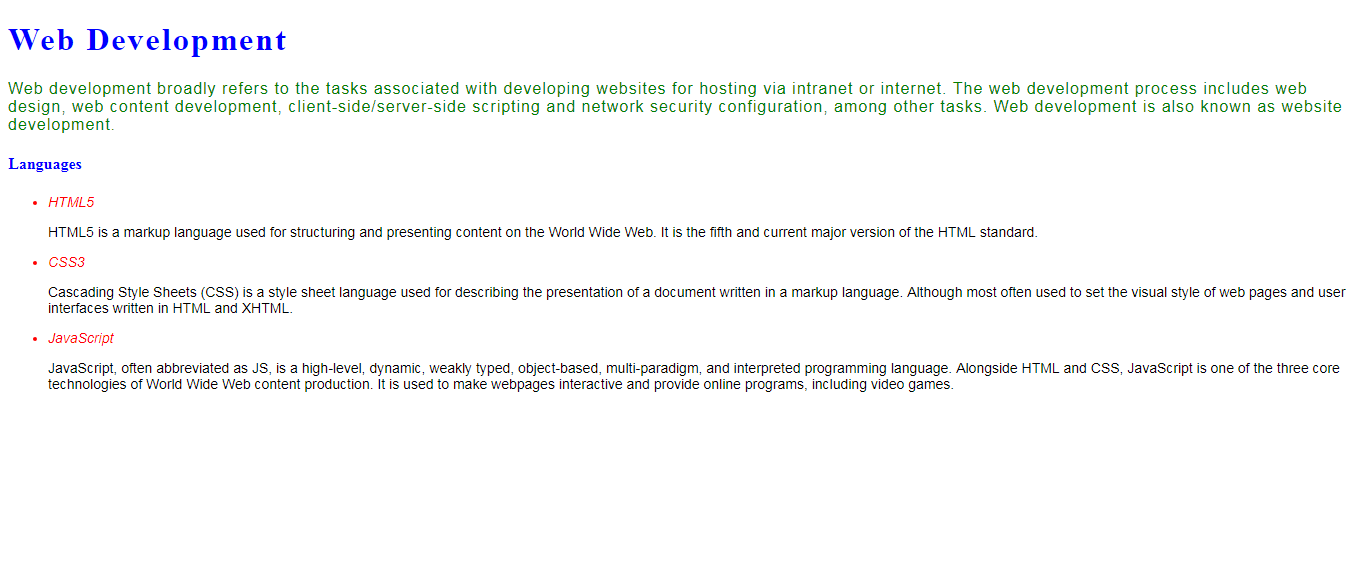 Web Development
Web development broadly refers to the tasks associated with developing websites for hosting via intranet or internet. The web development process includes web
design, web content development, client-side/server-side scripting and network security configuration, among other tasks. Web development is also known as website
development.
Languages
• HTML5
HTML5 is a markup language used for structuring and presenting content on the World Wide Web. It is the fifth and current major version of the HTML standard.
• CSS3
Cascading Style Sheets (CSS) is a style sheet language used for describing the presentation of a document written in a markup language. Although most often used to set the visual style of web pages and user
interfaces written in HTML and XHTML.
• JavaScript
JavaScript, often abbreviated as JS, is a high-level, dynamic, weakly typed, object-based, multi-paradigm, and interpreted programming language. Alongside HTML and CSS, JavaScript is one of the three core
technologies of World Wide Web content production. It is used to make webpages interactive and provide online programs, including video games.